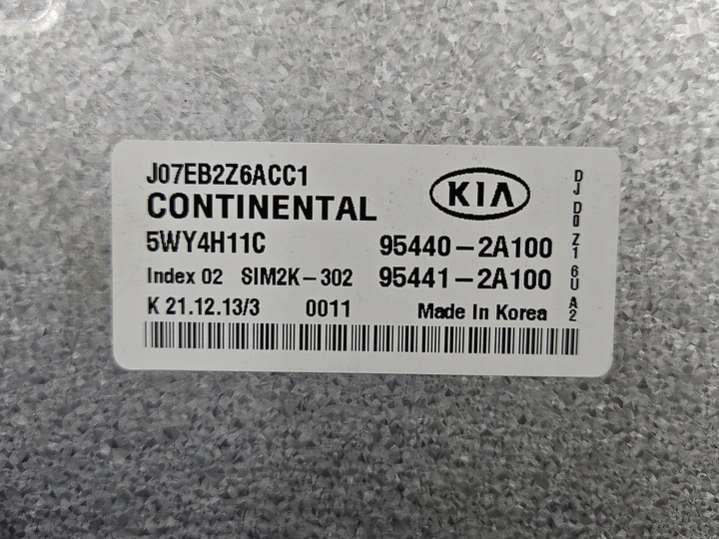 J07EB2Z6ACC1
KIA
CONTINENTAL
5WY4H11C 95440-2A100
Index 02 SIM2K-302 95441-2A100
K 21.12.13/3 0011 Made In Korea
DJ D0 Z1 6U A2